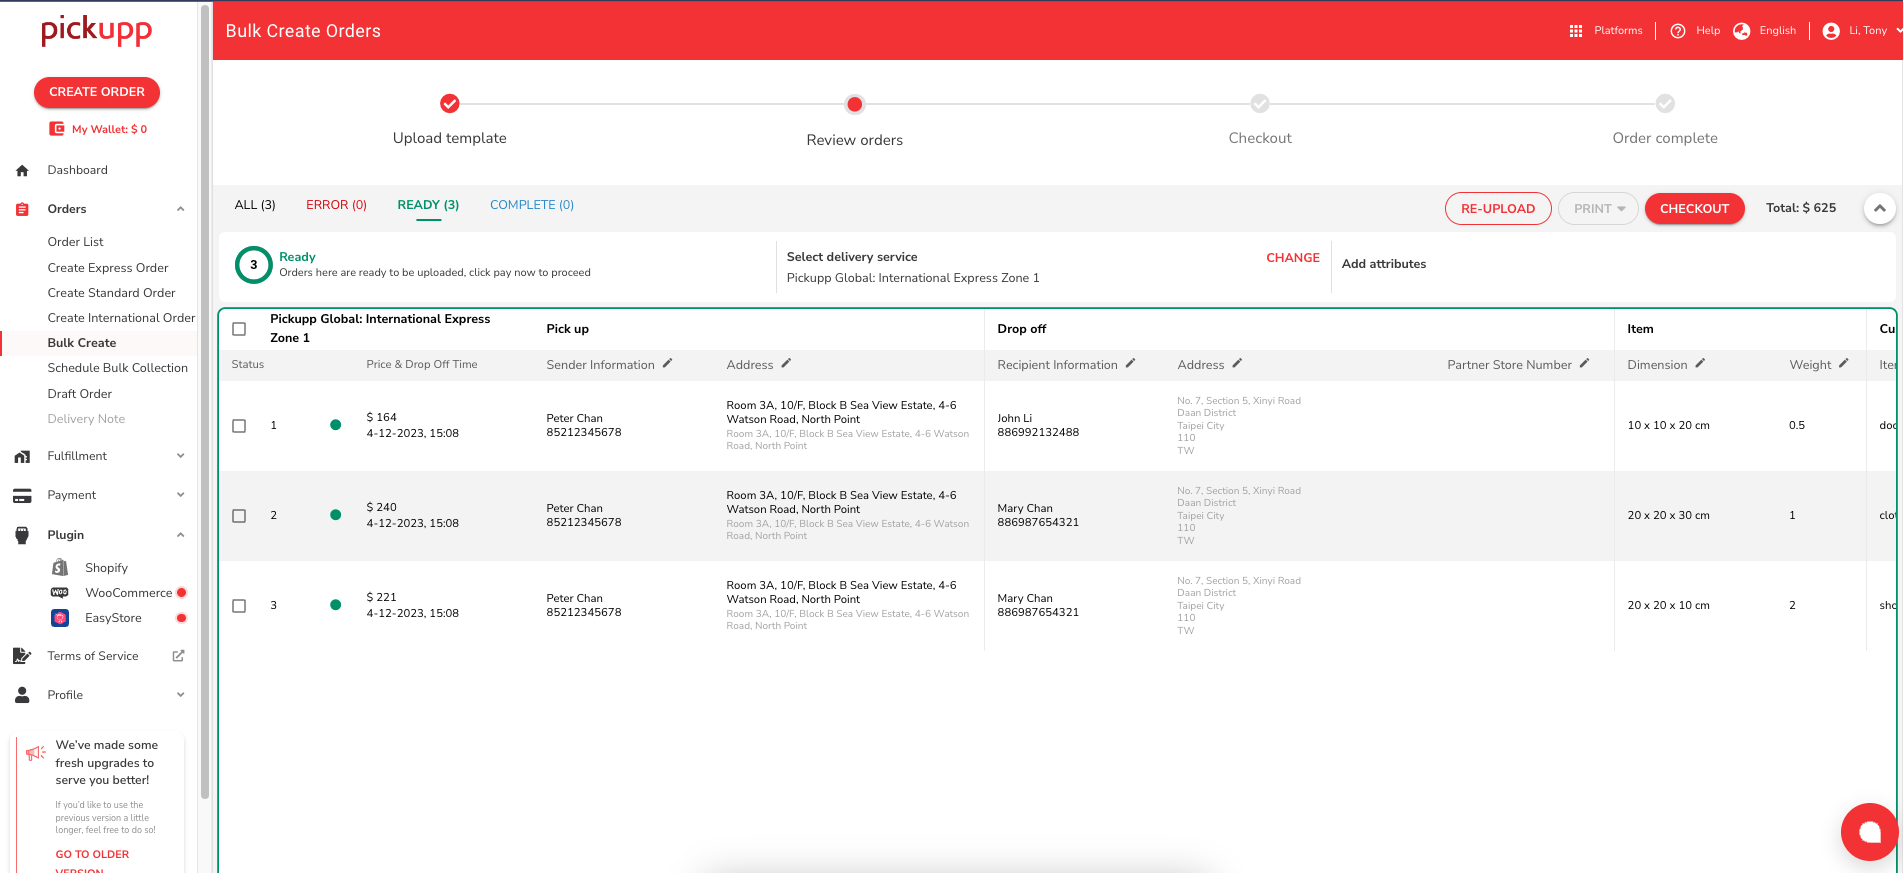 pickupp
CREATE ORDER
My Wallet: $ 0
Dashboard
Orders
Order List
Create Express Order
Create Standard Order
Create International Order
Bulk Create
Schedule Bulk Collection
Draft Order
Delivery Note
Fulfillment
Payment
Plugin
Shopify
WOO WooCommerce
EasyStore
Terms of Service
Profile
We've made some
fresh upgrades to
serve you better!
If you'd like to use the
previous version a little
longer, feel free to do so!
GO TO OLDER
VERSION
Bulk Create Orders
Platforms
Help
English
Li, Tony
Upload template
Review orders
Checkout
Order complete
ALL (3)
ERROR (0)
READY (3)
COMPLETE (0)
RE-UPLOAD
PRINT
CHECKOUT
Total: $ 625
3
Ready
Orders here are ready to be uploaded, click pay now to proceed
Select delivery service
Pickupp Global: International Express Zone 1
CHANGE
Add attributes
Pickupp Global: International Express
Zone 1
Pick up
Drop off
Item
Cu
Status
Price & Drop Off Time
Sender Information
Address
Recipient Information
Address
Partner Store Number
Dimension
Weight
Iter
1
$ 164
4-12-2023, 15:08
Peter Chan
85212345678
Room 3A, 10/F, Block B Sea View Estate, 4-6
Watson Road, North Point
Room 3A, 10/F, Block B Sea View Estate, 4-6 Watson
Road, North Point
John Li
886992132488
No. 7, Section 5, Xinyi Road
Daan District
Taipei City
110
TW
10 x 10 x 20 cm
0.5
doc
2
$ 240
4-12-2023, 15:08
Peter Chan
85212345678
Room 3A, 10/F, Block B Sea View Estate, 4-6
Watson Road, North Point
Room 3A, 10/F, Block B Sea View Estate, 4-6 Watson
Road, North Point
Mary Chan
886987654321
No. 7, Section 5, Xinyi Road
Daan District
Taipei City
110
TW
20 x 20 x 30 cm
1
clot
3
$ 221
4-12-2023, 15:08
Peter Chan
85212345678
Room 3A, 10/F, Block B Sea View Estate, 4-6
Watson Road, North Point
Room 3A, 10/F, Block B Sea View Estate, 4-6 Watson
Road, North Point
Mary Chan
886987654321
No. 7, Section 5, Xinyi Road
Daan District
Taipei City
110
TW
20 x 20 x 10 cm
2
sho